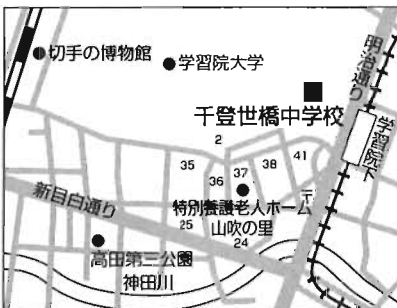 切手の博物館
学習院大学
明治通り
千登世橋中学校
学習院下
2
35
36
37
38
41
〒
特別養護老人ホーム
山吹の里
新目白通り
25
24
高田第三公園
神田川